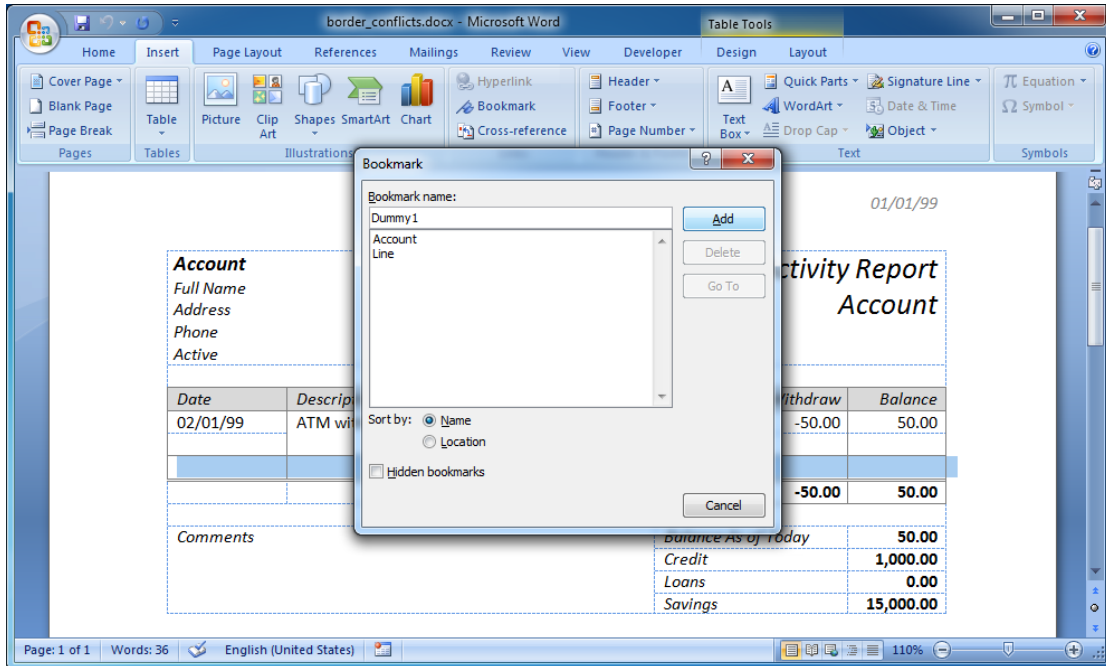 border_conflicts.docx - Microsoft Word
Table Tools
Home Insert Page Layout References Mailings Review View Developer Design Layout
Cover Page
Blank Page
Page Break
Pages
Table
Tables
Picture
Clip Art
Shapes
SmartArt
Chart
Illustrations
Hyperlink
Bookmark
Cross-reference
Header
Footer
Page Number
A
Text Box
Quick Parts
WordArt
Drop Cap
Signature Line
Date & Time
Object
Text
π Equation
Ω Symbol
Symbols
Bookmark
Bookmark name:
Dummy1
Account
Line
Add
Delete
Go To
Sort by: Name
Location
Hidden bookmarks
Cancel
01/01/99
Account
Full Name
Address
Phone
Active
ctivity Report
Account
Date Descript ithdraw Balance
02/01/99 ATM wit -50.00 50.00
-50.00 50.00
Comments
Balance As of Today 50.00
Credit 1,000.00
Loans 0.00
Savings 15,000.00
Page: 1 of 1 Words: 36 English (United States) 110%